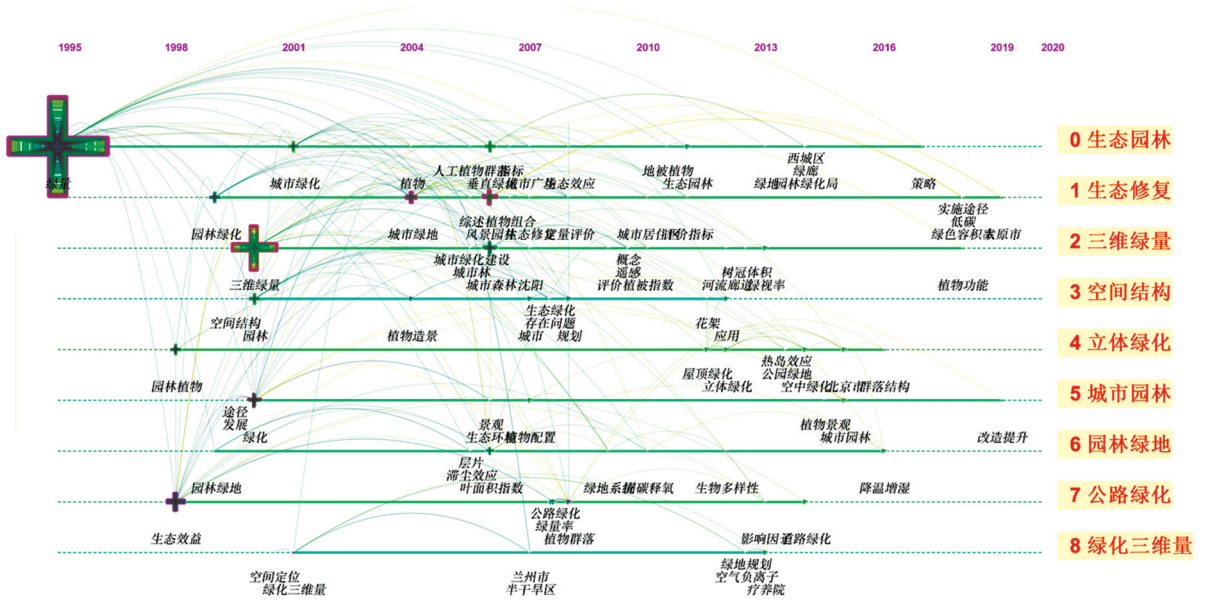 1995 1998 2001 2004 2007 2010 2013 2016 2019 2020
0 生态园林
西城区
人工植物群落 指标 地被植物 绿廊
绿量 城市绿化 植物 垂直绿化 城市广场 生态效应 生态园林 绿地 园林绿化局 策略
1 生态修复
实施途径
综述植物组合 低碳
园林绿化 城市绿地 风景园林 生态修复 定量评价 城市居住区 评价指标 绿色容积率 太原市
2 三维绿量
城市绿化建设 概念
城市林 遥感 树冠体积
三维绿量 城市森林 沈阳 评价 植被指数 河流廊道 绿视率 植物功能
3 空间结构
生态绿化
空间结构 存在问题 花架
园林 植物造景 城市 规划 应用
4 立体绿化
热岛效应
屋顶绿化 公园绿地
园林植物 立体绿化 空中绿化 北京市 群落结构
5 城市园林
途径
发展 景观 植物景观
绿化 生态环境 植物配置 城市园林 改造提升
6 园林绿地
层片
滞尘效应
园林绿地 叶面积指数 绿地系统 固碳释氧 生物多样性 降温增湿
7 公路绿化
公路绿化
绿量率
生态效益 植物群落 影响因子 道路绿化
8 绿化三维量
绿地规划
空间定位 兰州市 空气负离子
绿化三维量 半干旱区 疗养院